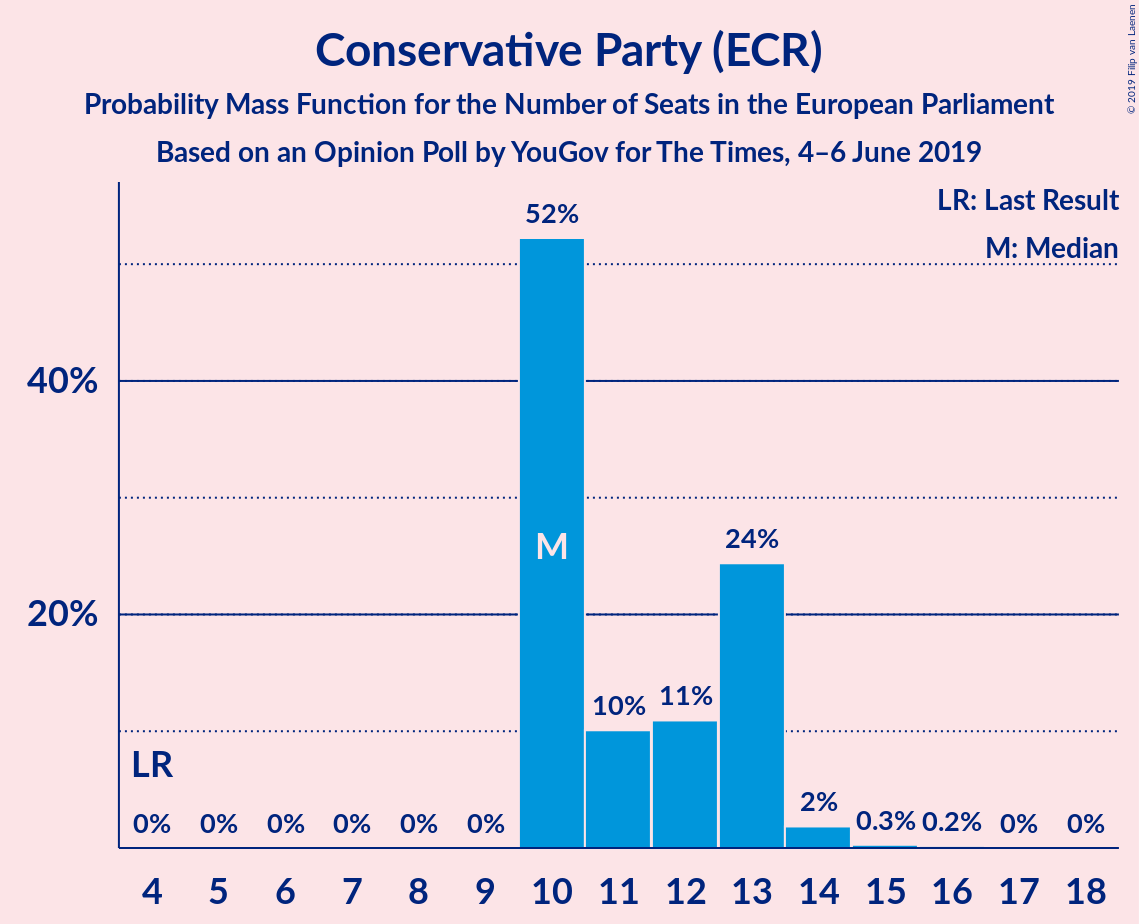 Conservative Party (ECR)
Probability Mass Function for the Number of Seats in the European Parliament
Based on an Opinion Poll by YouGov for The Times, 4–6 June 2019
© 2019 Filip van Laenen
LR: Last Result
M: Median
52%
40%
M
24%
20%
10% 11%
LR
0% 0% 0% 0% 0% 0% 2% 0.3% 0.2% 0% 0%
4 5 6 7 8 9 10 11 12 13 14 15 16 17 18